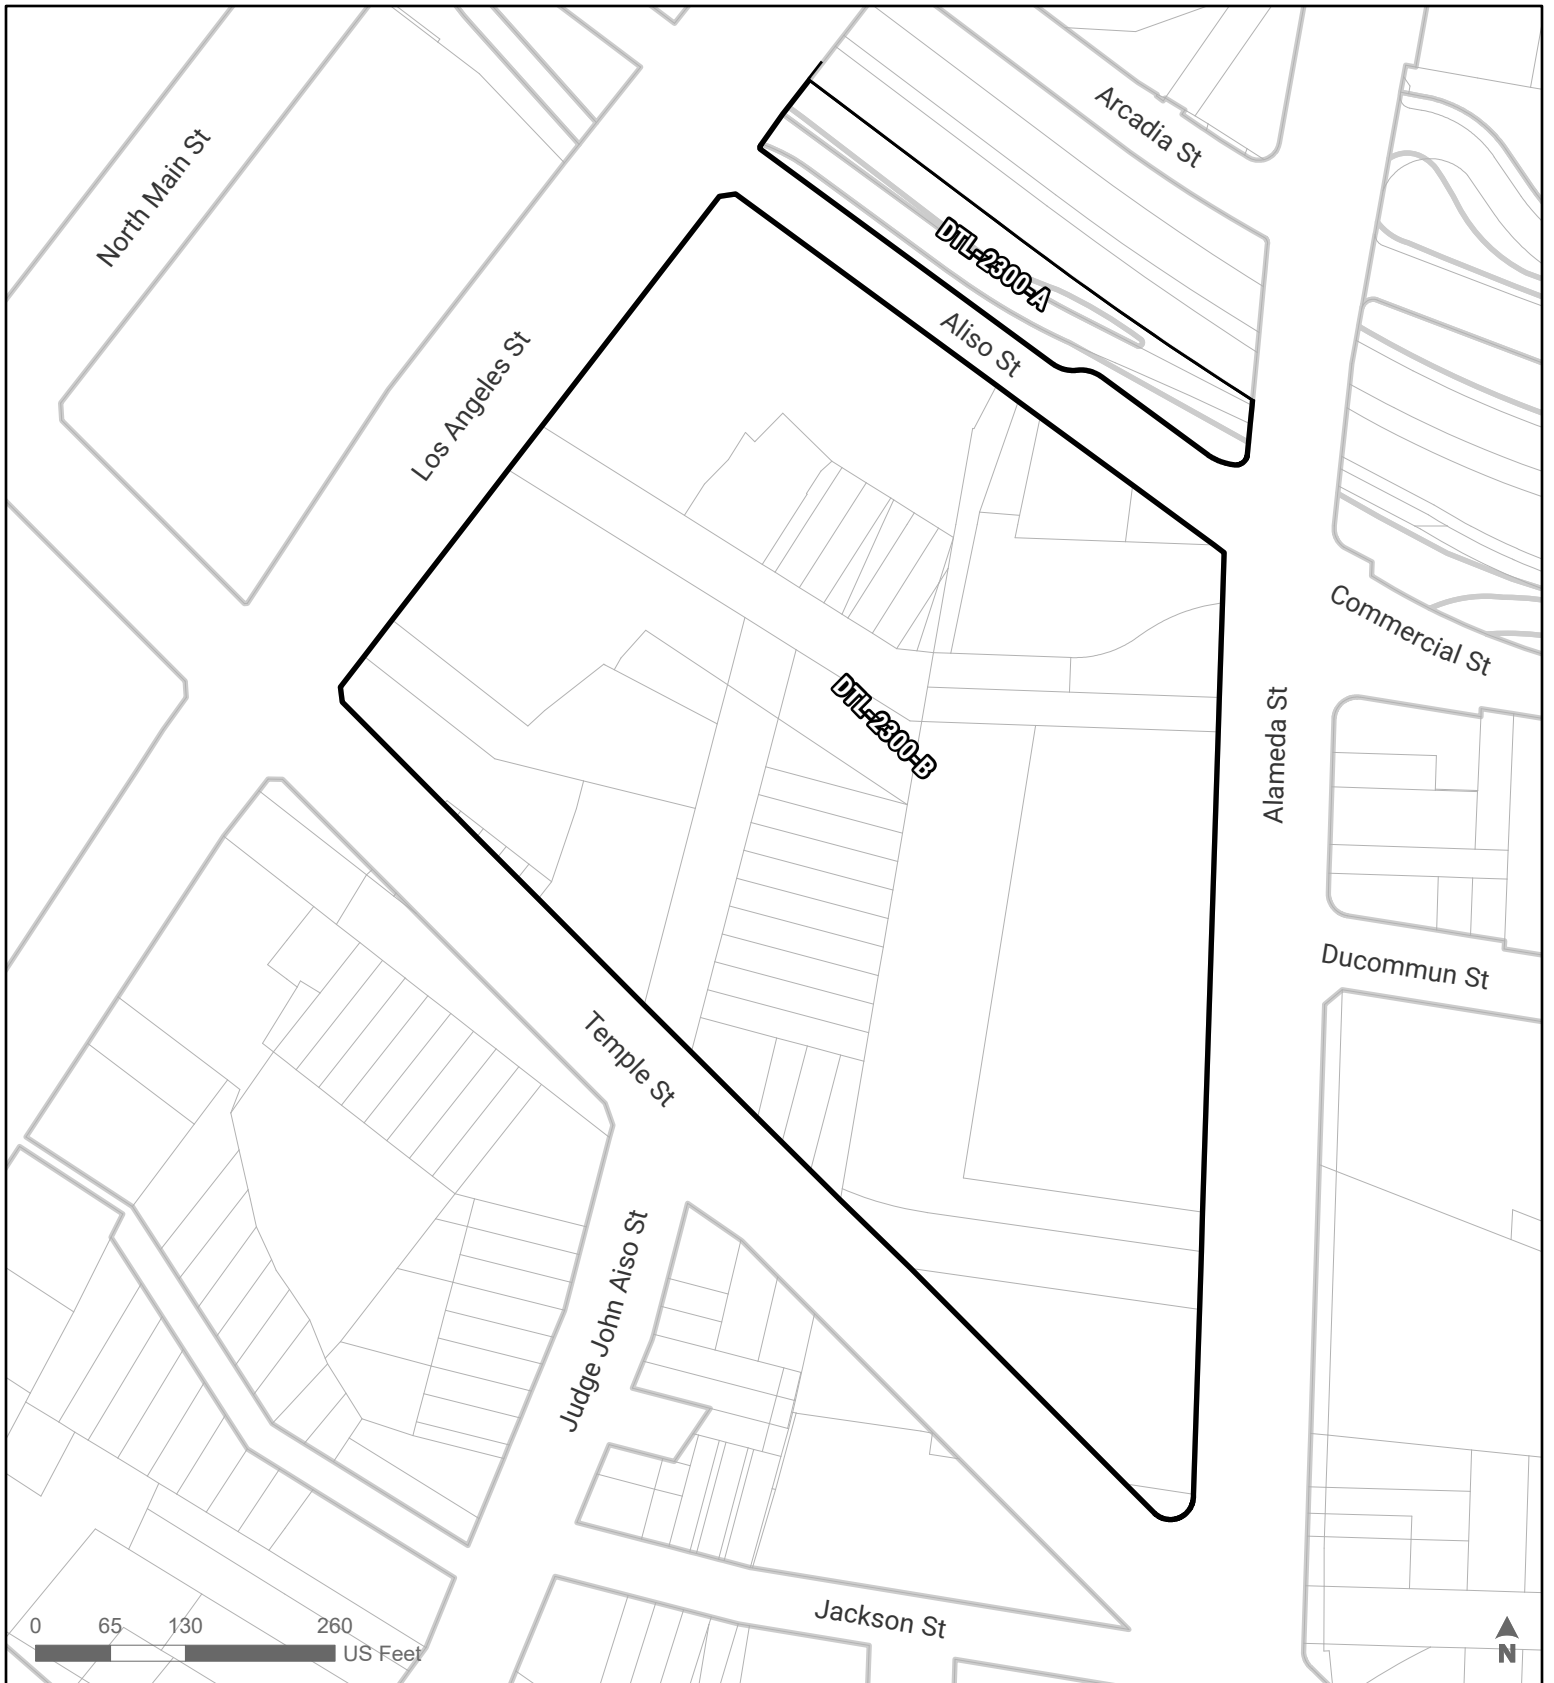 Arcadia St
North Main St
DTL-2300-A
Aliso St
Los Angeles St
Commercial St
DTL-2300-B
Alameda St
Ducommun St
Temple St
Judge John Aiso St
Jackson St
0 65 130 260
US Feet
N